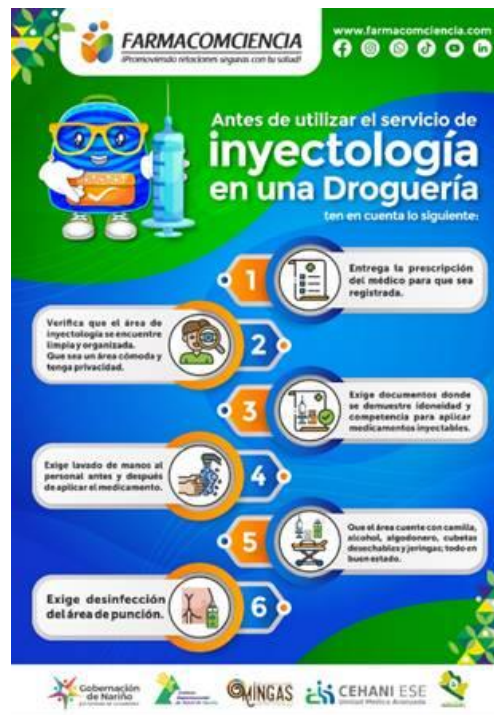 FARMACOMCIENCIA
¡Promoviendo relaciones seguras con tu salud!
www.farmacomciencia.com
Antes de utilizar el servicio de
inyectología
en una Droguería
ten en cuenta lo siguiente:
1
Entrega la prescripción
del médico para que sea
registrada.
Verifica que el área de
inyectología se encuentre
limpia y organizada.
Que sea un área cómoda y
tenga privacidad.
2
3
Exige documentos donde
se demuestre idoneidad y
competencia para aplicar
medicamentos inyectables.
Exige lavado de manos al
personal antes y después
de aplicar el medicamento.
4
5
Que el área cuente con camilla,
alcohol, algodonero, cubetas
desechables y jeringas; todo en
buen estado.
Exige desinfección
del área de punción.
6
Gobernación
de Nariño
MINGAS
CEHANI ESE
Unidad Médica Avanzada